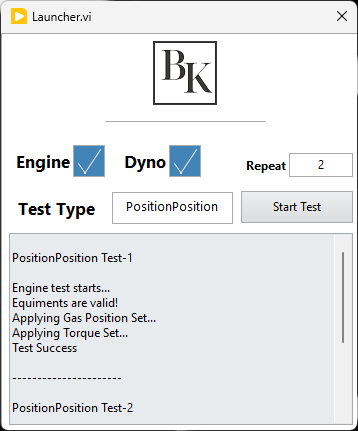 Launcher.vi
BK
Engine Dyno Repeat 2
Test Type PositionPosition Start Test
PositionPosition Test-1
Engine test starts...
Equiments are valid!
Applying Gas Position Set...
Applying Torque Set...
Test Success
----------------------
PositionPosition Test-2